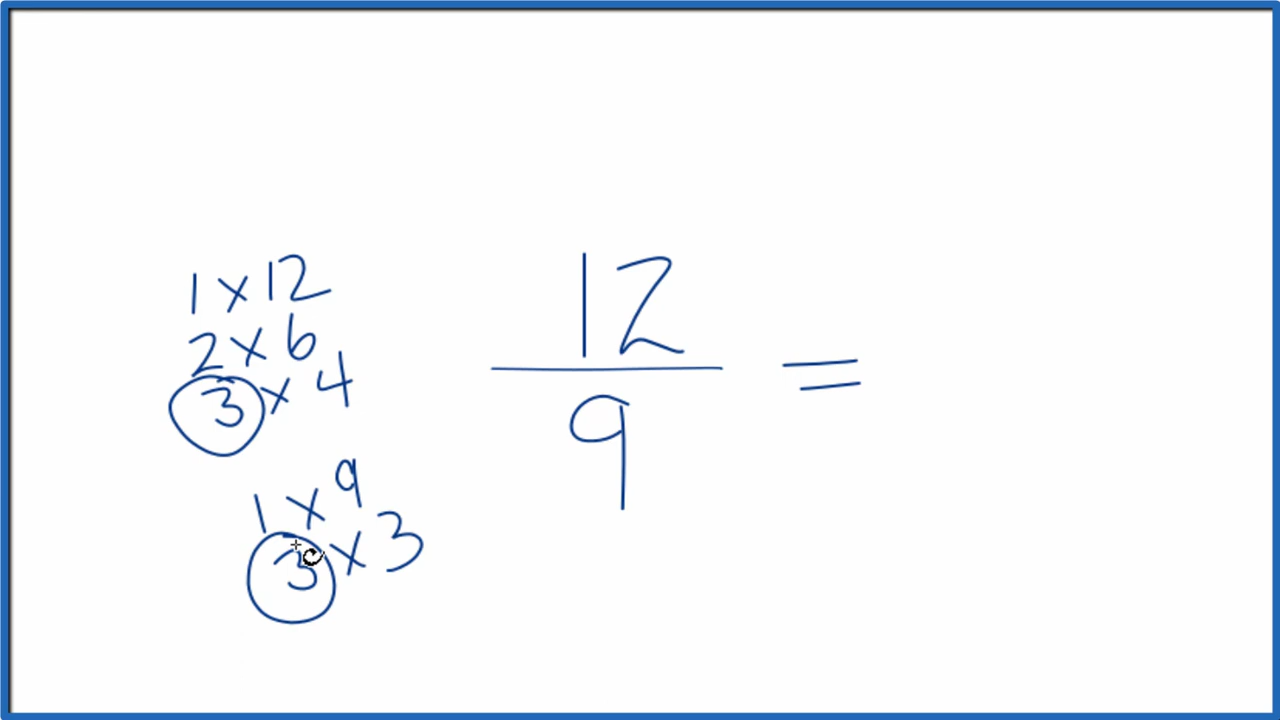 1 x 12
2 x 6
3 x 4
1 x 9
3 x 3
12
9
=